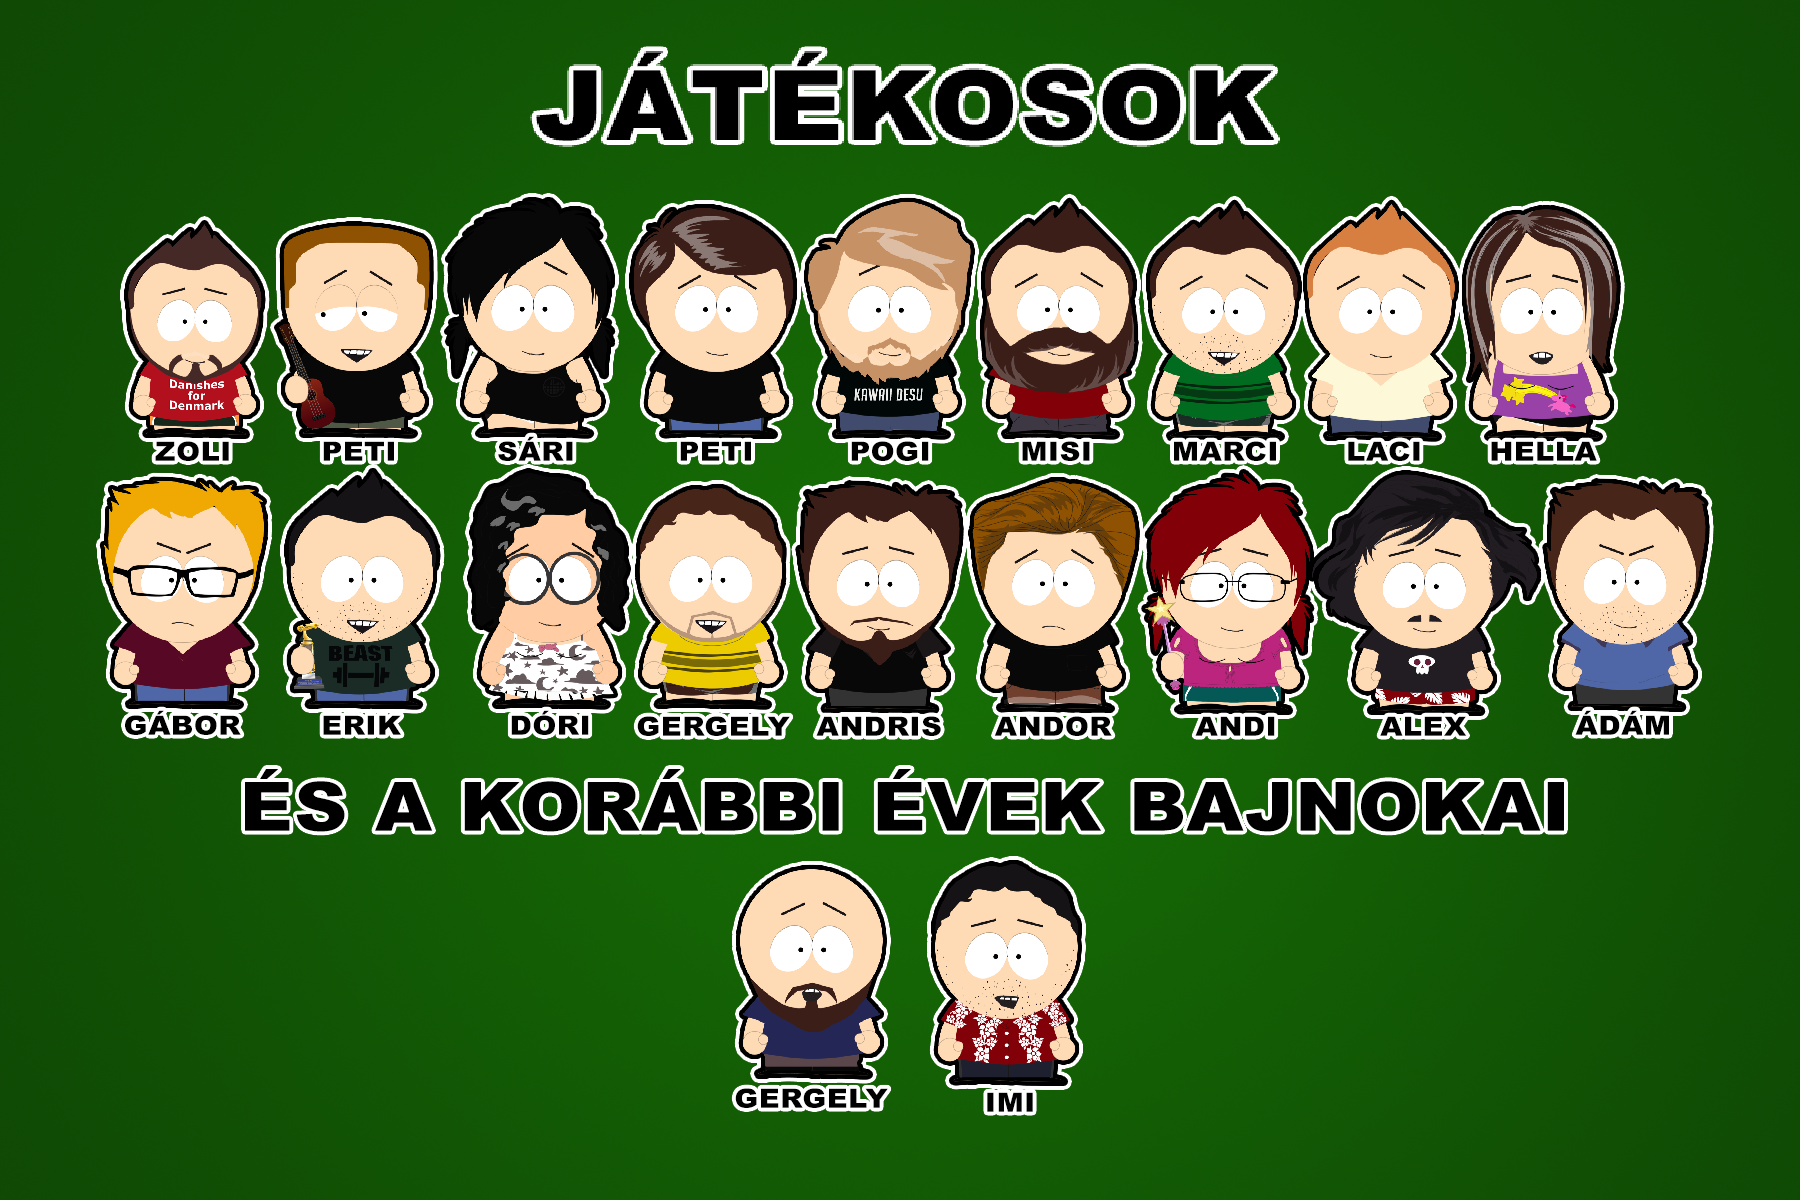 JÁTÉKOSOK
Danishes
for
Denmark
KAWAII DESU
ZOLI PETI SÁRI PETI POGI MISI MARCI LACI HELLA
BEAST
GÁBOR ERIK DÓRI GERGELY ANDRIS ANDOR ANDI ALEX ÁDÁM
ÉS A KORÁBBI ÉVEK BAJNOKAI
GERGELY IMI